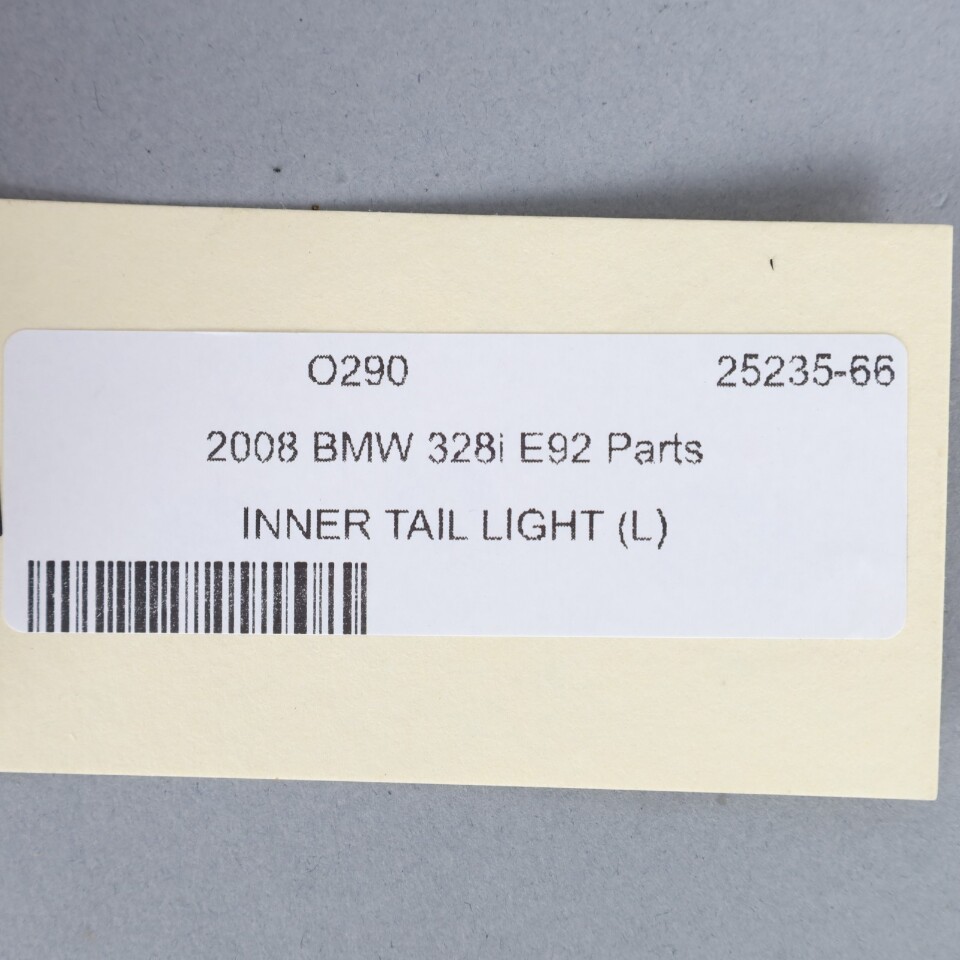 O290 25235-66
2008 BMW 328i E92 Parts
INNER TAIL LIGHT (L)